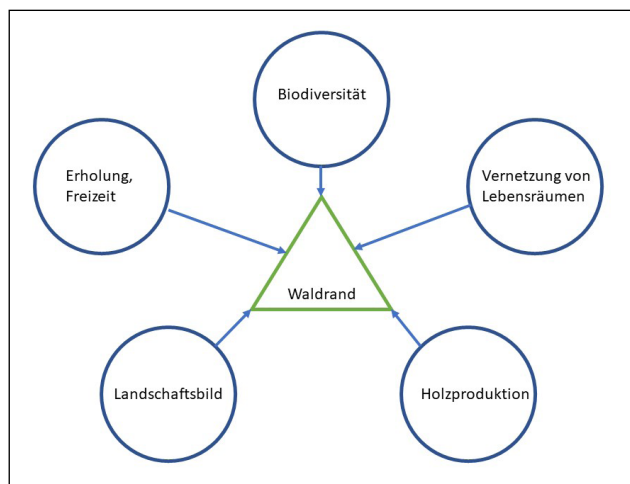 Biodiversität
Erholung,
Freizeit
Vernetzung von
Lebensräumen
Waldrand
Landschaftsbild
Holzproduktion